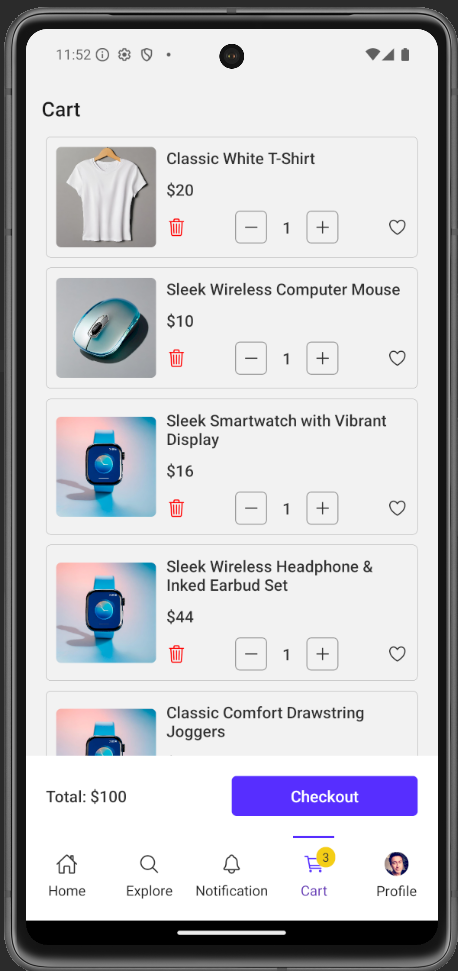 11:52
Cart
Classic White T-Shirt
$20
1
Sleek Wireless Computer Mouse
$10
1
Sleek Smartwatch with Vibrant
Display
$16
1
Sleek Wireless Headphone &
Inked Earbud Set
$44
1
Classic Comfort Drawstring
Joggers
Total: $100
Checkout
3
Home
Explore
Notification
Cart
Profile